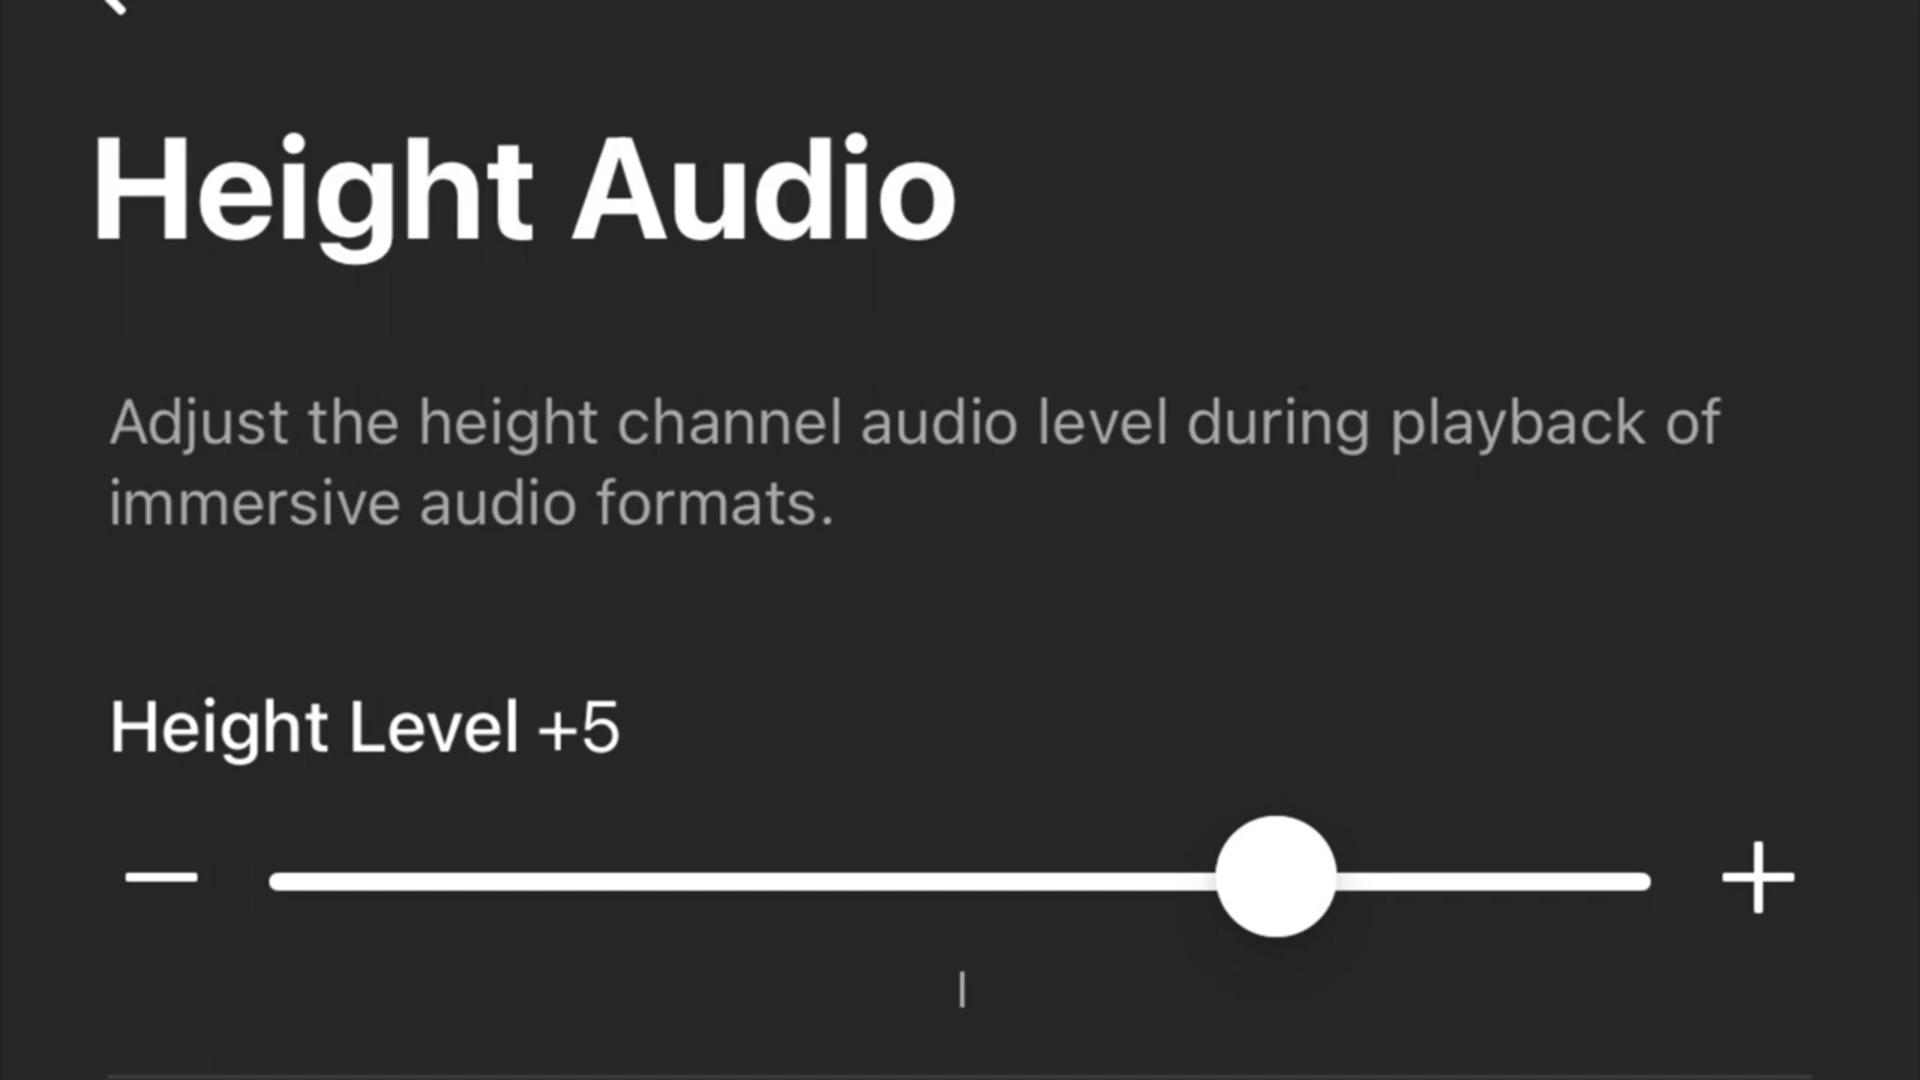 Height Audio
Adjust the height channel audio level during playback of
immersive audio formats.
Height Level +5